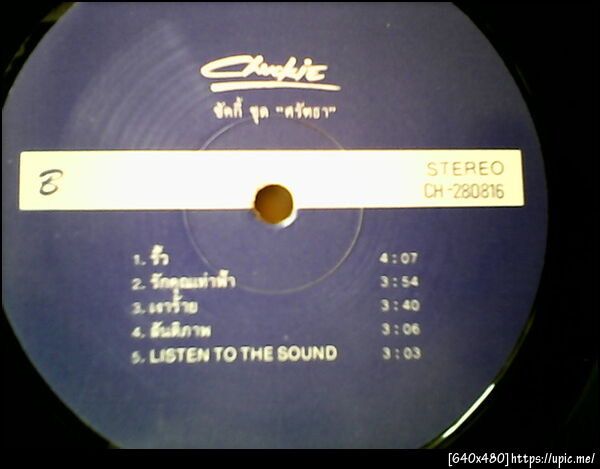 Chuckie
ชัคกี้ ชุด "ศรัทธา"
B
STEREO
CH-280816
1. รั้ว 4:07
2. รักคุณเท่าฟ้า 3:54
3. เงาร้าย 3:40
4. สันติภาพ 3:06
5. LISTEN TO THE SOUND 3:03
[640x480]https://upic.me/